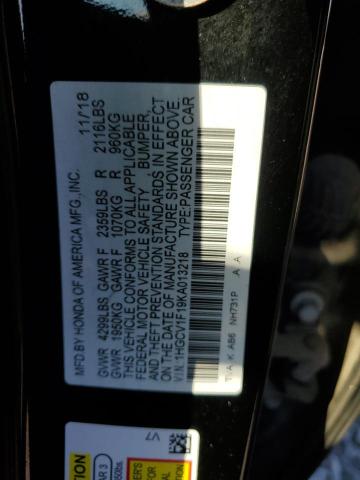 MFD.BY HONDA OF AMERICA MFG.,INC. 11/18
GVWR 4299LBS GAWR F 2359LBS R 2116LBS
GVWR 1950KG GAWR F 1070KG R 960KG
THIS VEHICLE CONFORMS TO ALL APPLICABLE
FEDERAL MOTOR VEHICLE SAFETY , BUMPER,
AND THEFT PREVENTION STANDARDS IN EFFECT
ON THE DATE OF MANUFACTURE SHOWN ABOVE.
V.I.N.:1HGCV1F19KA013218 TYPE:PASSENGER CAR
TVA K AB6 NH731P A A